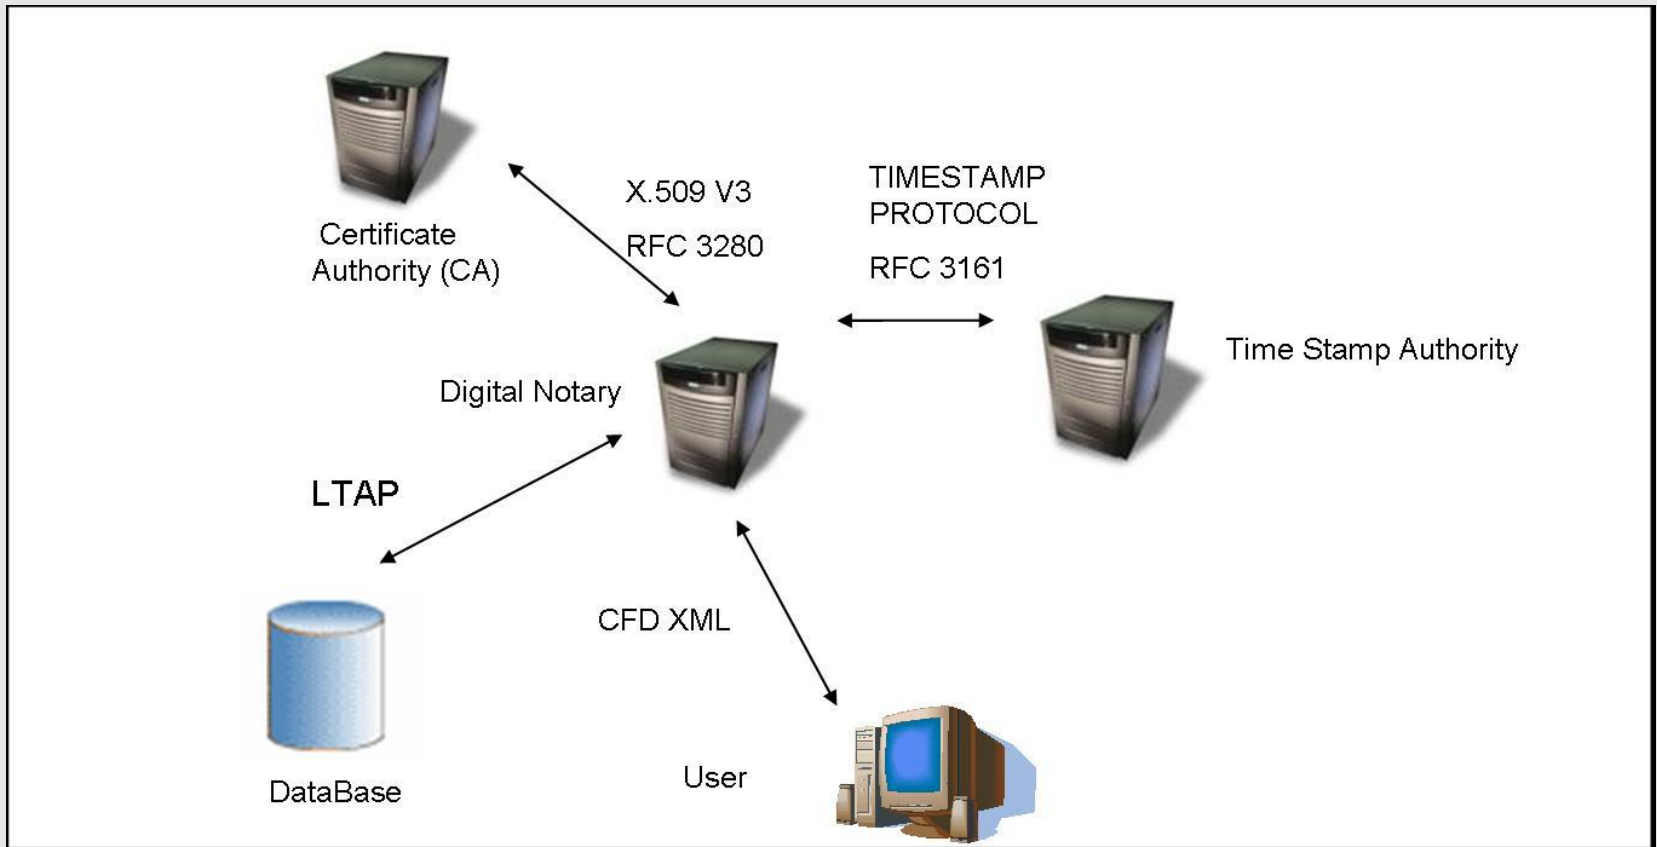 X.509 V3
RFC 3280
TIMESTAMP
PROTOCOL
RFC 3161
Certificate
Authority (CA)
Time Stamp Authority
Digital Notary
LTAP
CFD XML
DataBase
User